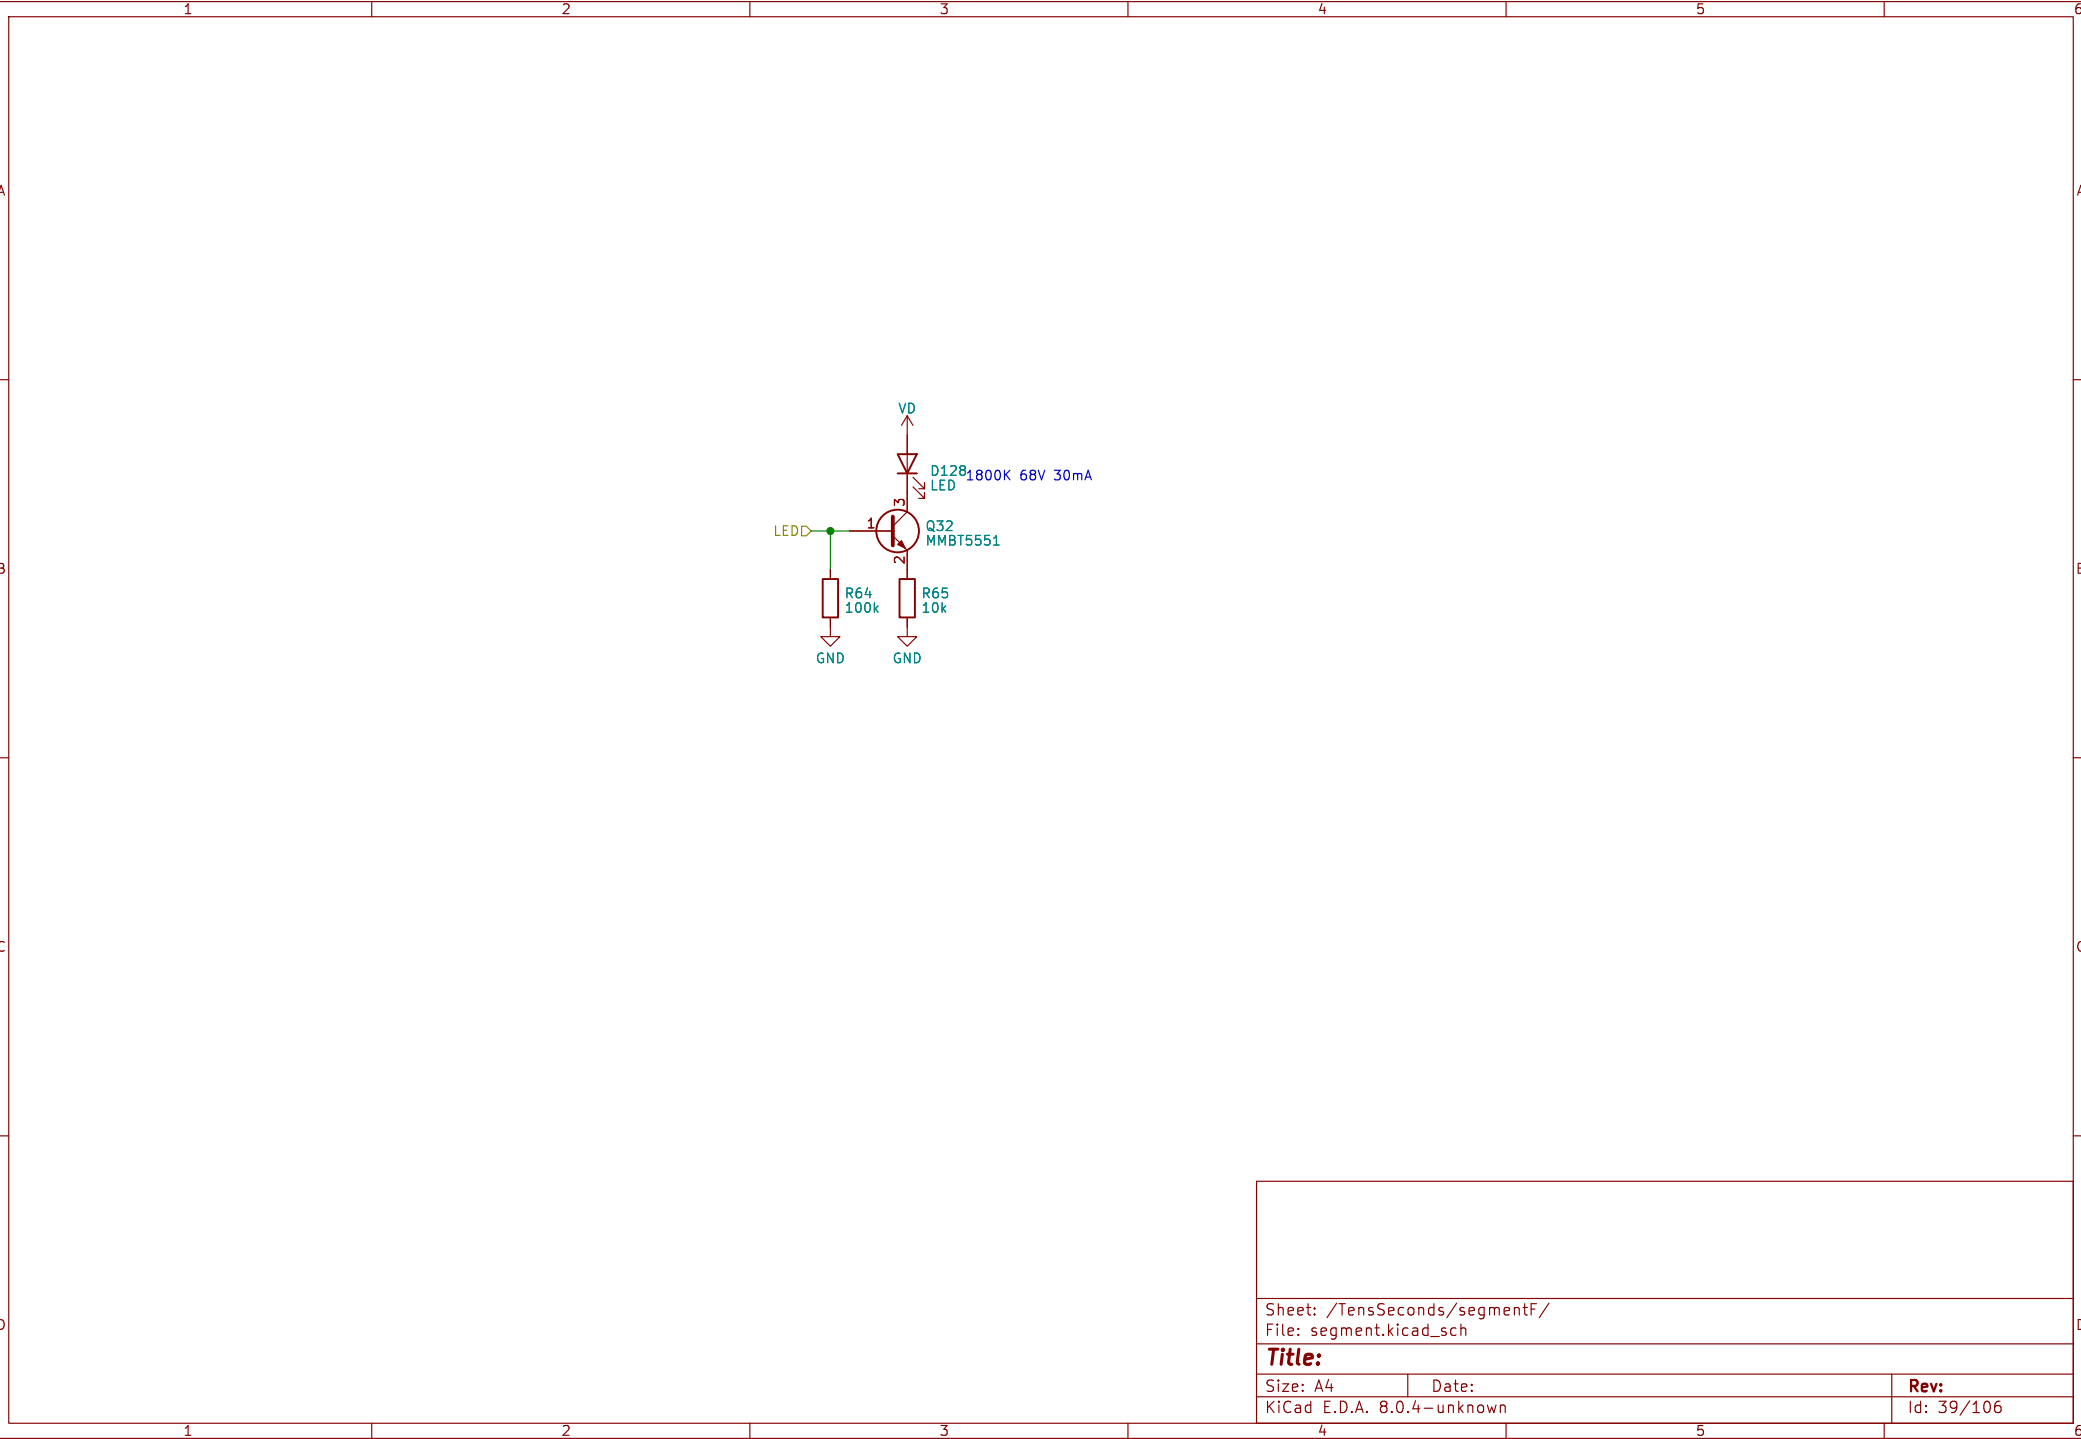 1 2 3 4 5 6
A A
VD
D128
LED
1800K 68V 30mA
3
LED
1
Q32
MMBT5551
2
B B
R64
100k
R65
10k
GND GND
C C
Sheet: /TensSeconds/segmentF/
File: segment.kicad_sch
D D
Title:
Size: A4 Date: Rev:
KiCad E.D.A. 8.0.4-unknown Id: 39/106
1 2 3 4 5 6